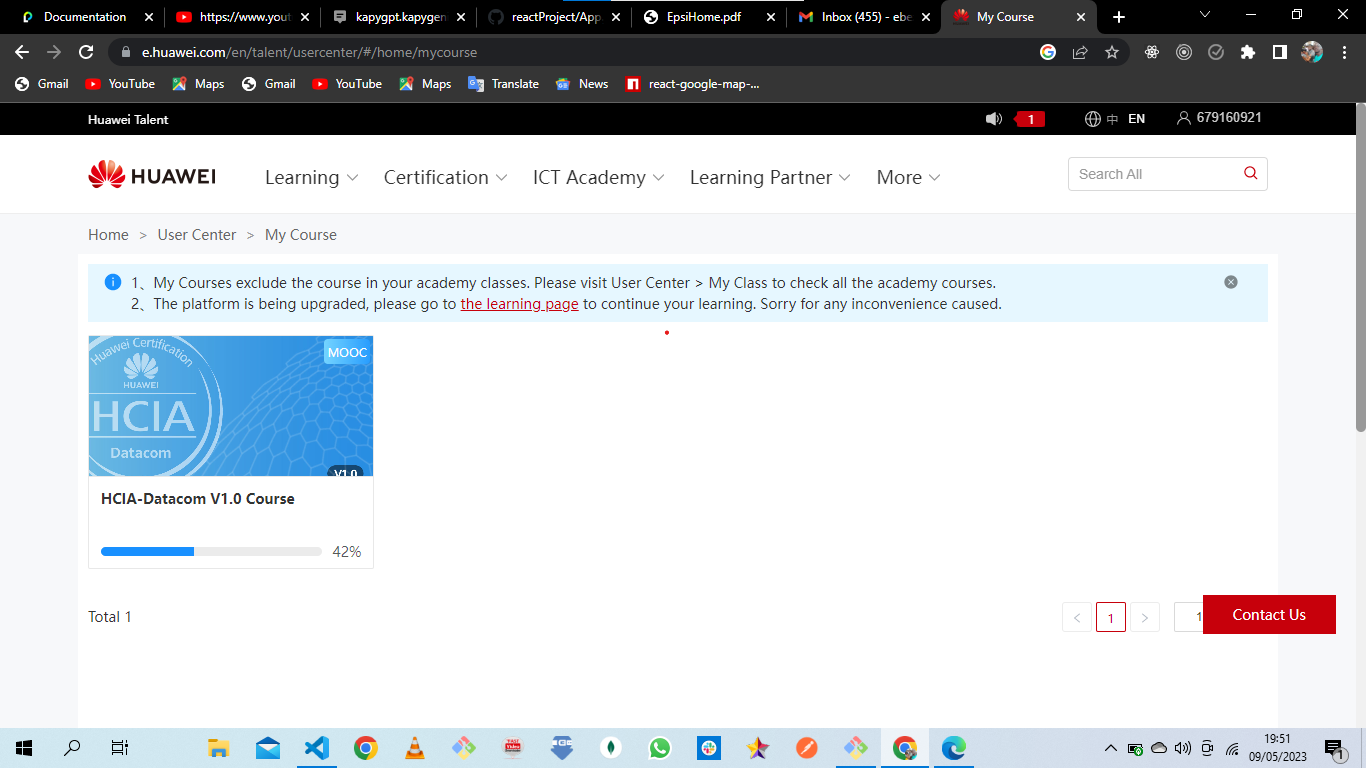 Documentation
https://www.yout
kapygpt.kapygen
reactProject/App
EpsiHome.pdf
Inbox (455) - ebe
My Course
e.huawei.com/en/talent/usercenter/#/home/mycourse
Gmail
YouTube
Maps
Gmail
YouTube
Maps
Translate
News
react-google-map-...
Huawei Talent
1
中
EN
679160921
HUAWEI
Learning
Certification
ICT Academy
Learning Partner
More
Search All
Home > User Center > My Course
1、My Courses exclude the course in your academy classes. Please visit User Center > My Class to check all the academy courses.
2、The platform is being upgraded, please go to the learning page to continue your learning. Sorry for any inconvenience caused.
Huawei Certification
HUAWEI
HCIA
Datacom
MOOC
V1.0
HCIA-Datacom V1.0 Course
42%
Total 1
< 1 >
1
Contact Us
19:51
09/05/2023
1